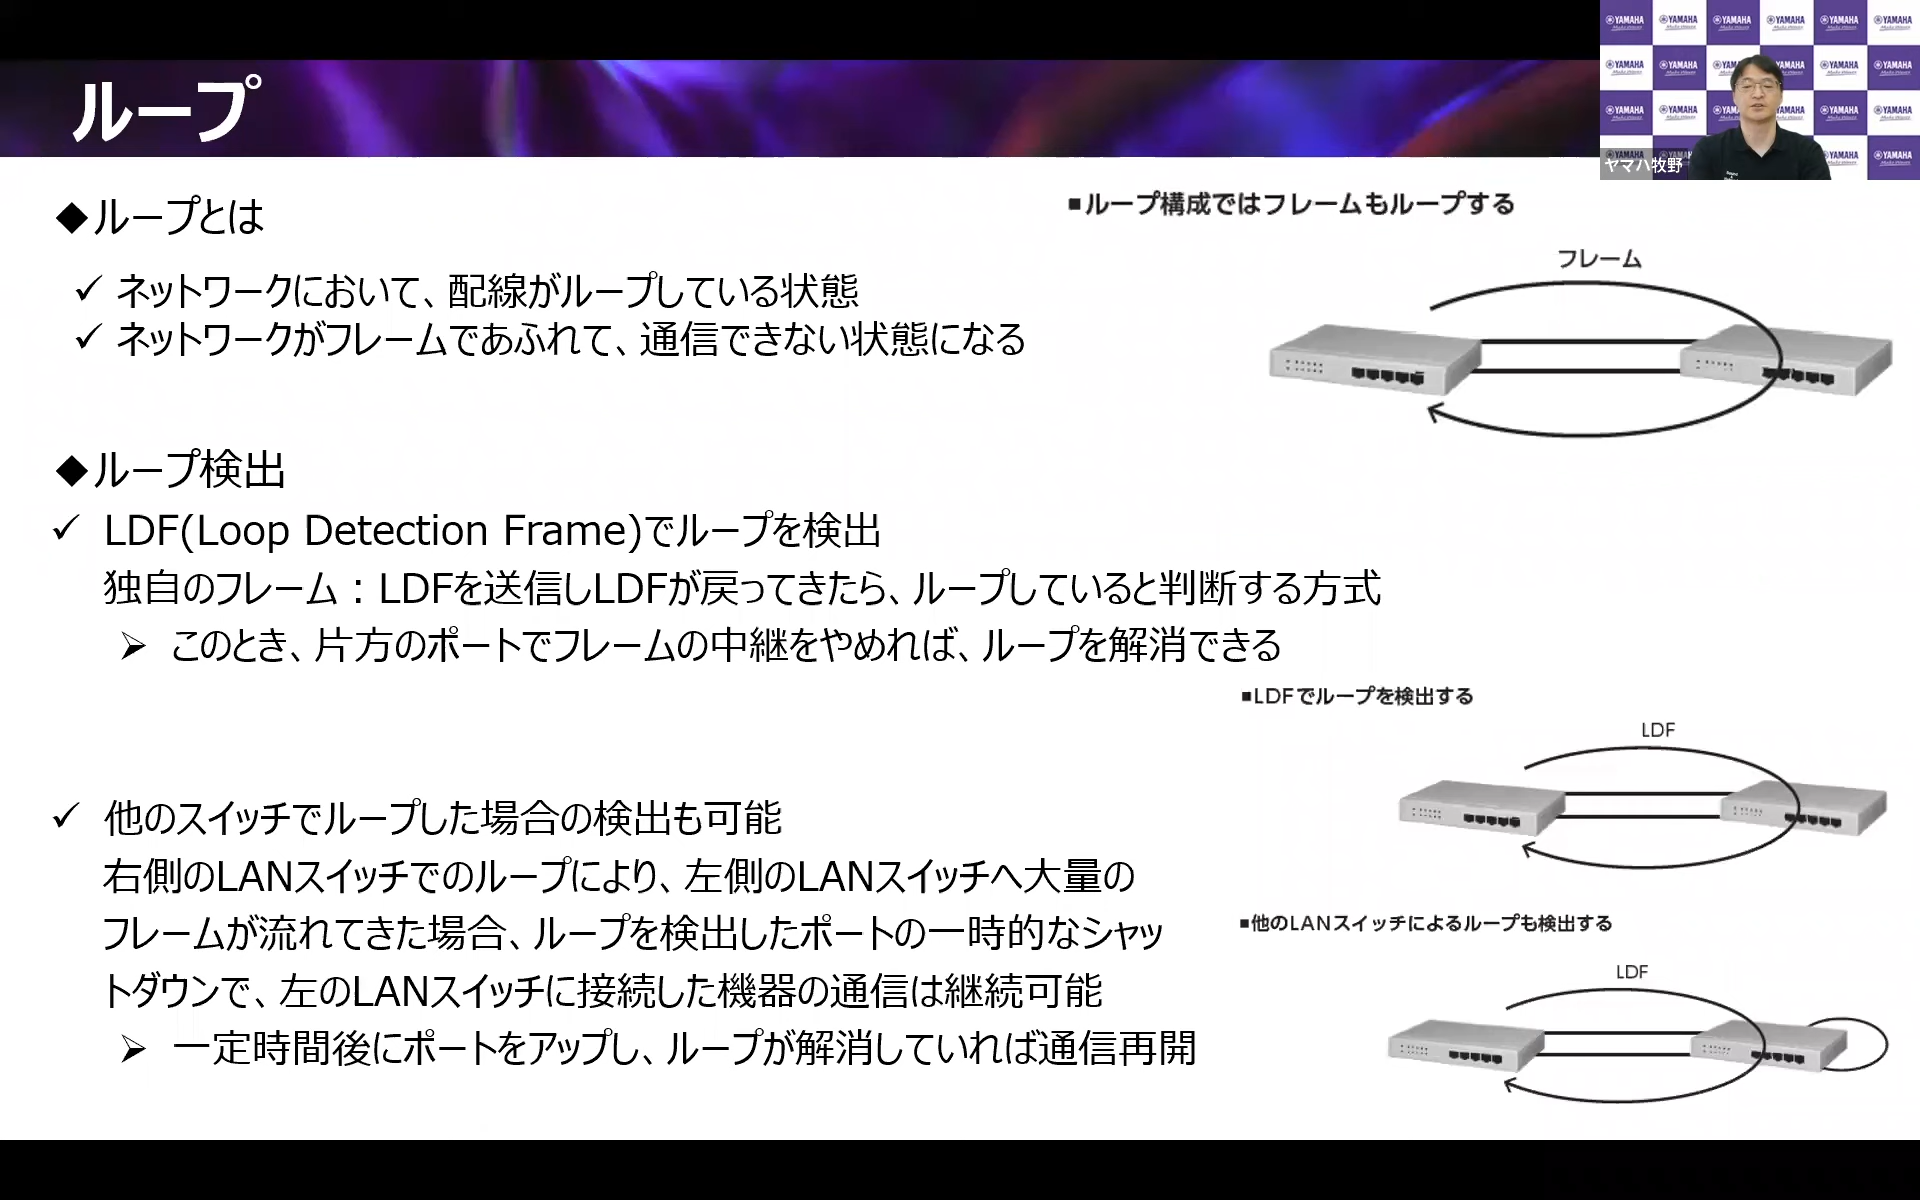 ループ
ヤマハ牧野
◆ループとは
✓ ネットワークにおいて、配線がループしている状態
✓ ネットワークがフレームであふれて、通信できない状態になる
■ループ構成ではフレームもループする
フレーム
◆ループ検出
✓ LDF(Loop Detection Frame)でループを検出
独自のフレーム：LDFを送信しLDFが戻ってきたら、ループしていると判断する方式
➢ このとき、片方のポートでフレームの中継をやめれば、ループを解消できる
■LDFでループを検出する
LDF
✓ 他のスイッチでループした場合の検出も可能
右側のLANスイッチでのループにより、左側のLANスイッチへ大量の
フレームが流れてきた場合、ループを検出したポートの一時的なシャッ
トダウンで、左のLANスイッチに接続した機器の通信は継続可能
➢ 一定時間後にポートをアップし、ループが解消していれば通信再開
■他のLANスイッチによるループも検出する
LDF